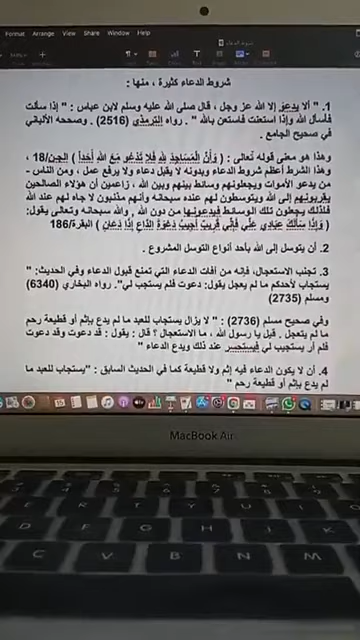 Format Arrange View Share Window Help
شروط الدعاء كثيرة ، منها :
1. " ألا يدعو إلا الله عز وجل ، قال صلى الله عليه وسلم لابن عباس : " إذا سألت
فاسأل الله وإذا استعنت فاستعن بالله " . رواه الترمذي (2516) . وصححه الألباني
في صحيح الجامع .
وهذا هو معنى قوله تعالى : ( وَأَنَّ الْمَسَاجِدَ لِلَّهِ فَلَا تَدْعُو مَعَ اللَّهِ أَحَداً ) الجن/18 ،
وهذا الشرط أعظم شروط الدعاء وبدونه لا يقبل دعاء ولا يرفع عمل ، ومن الناس -
من يدعو الأموات ويجعلونهم وسائط بينهم وبين الله ، زاعمين أن هؤلاء الصالحين
يقربونهم إلى الله ويتوسطون لهم عنده سبحانه وأنهم مذنبون لا جاه لهم عند الله
فلذلك يجعلون تلك الوسائط فيدعونها من دون الله ، والله سبحانه وتعالى يقول:
( وَإِذَا سَأَلَكَ عِبَادِي عَنِّي فَإِنِّي قَرِيبٌ أُجِيبُ دَعْوَةَ الدَّاعِ إِذَا دَعَانِ ) البقرة/186
2. أن يتوسل إلى الله بأحد أنواع التوسل المشروع .
3. تجنب الاستعجال، فإنه من آفات الدعاء التي تمنع قبول الدعاء وفي الحديث: "
يستجاب لأحدكم ما لم يعجل يقول: دعوت فلم يستجب لي". رواه البخاري (6340)
ومسلم (2735)
وفي صحيح مسلم (2736) : " لا يزال يستجاب للعبد ما لم يدع بإثم أو قطيعة رحم
ما لم يستعجل . قيل يا رسول الله ، ما الاستعجال ؟ قال : يقول : قد دعوت وقد دعوت
فلم أر يستجيب لي فيستحسر عند ذلك ويدع الدعاء "
4. أن لا يكون الدعاء فيه إثم ولا قطيعة كما في الحديث السابق : "يستجاب للعبد ما
لم يدع بإثم أو قطيعة رحم "
MacBook Air
E R T Y U I
D F G H J K
C V B N M